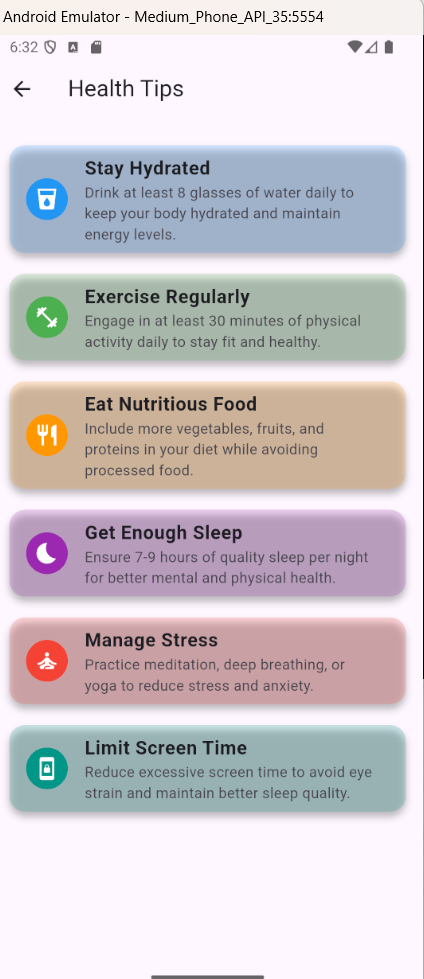 Android Emulator - Medium_Phone_API_35:5554
6:32
Health Tips
Stay Hydrated
Drink at least 8 glasses of water daily to
keep your body hydrated and maintain
energy levels.
Exercise Regularly
Engage in at least 30 minutes of physical
activity daily to stay fit and healthy.
Eat Nutritious Food
Include more vegetables, fruits, and
proteins in your diet while avoiding
processed food.
Get Enough Sleep
Ensure 7-9 hours of quality sleep per night
for better mental and physical health.
Manage Stress
Practice meditation, deep breathing, or
yoga to reduce stress and anxiety.
Limit Screen Time
Reduce excessive screen time to avoid eye
strain and maintain better sleep quality.